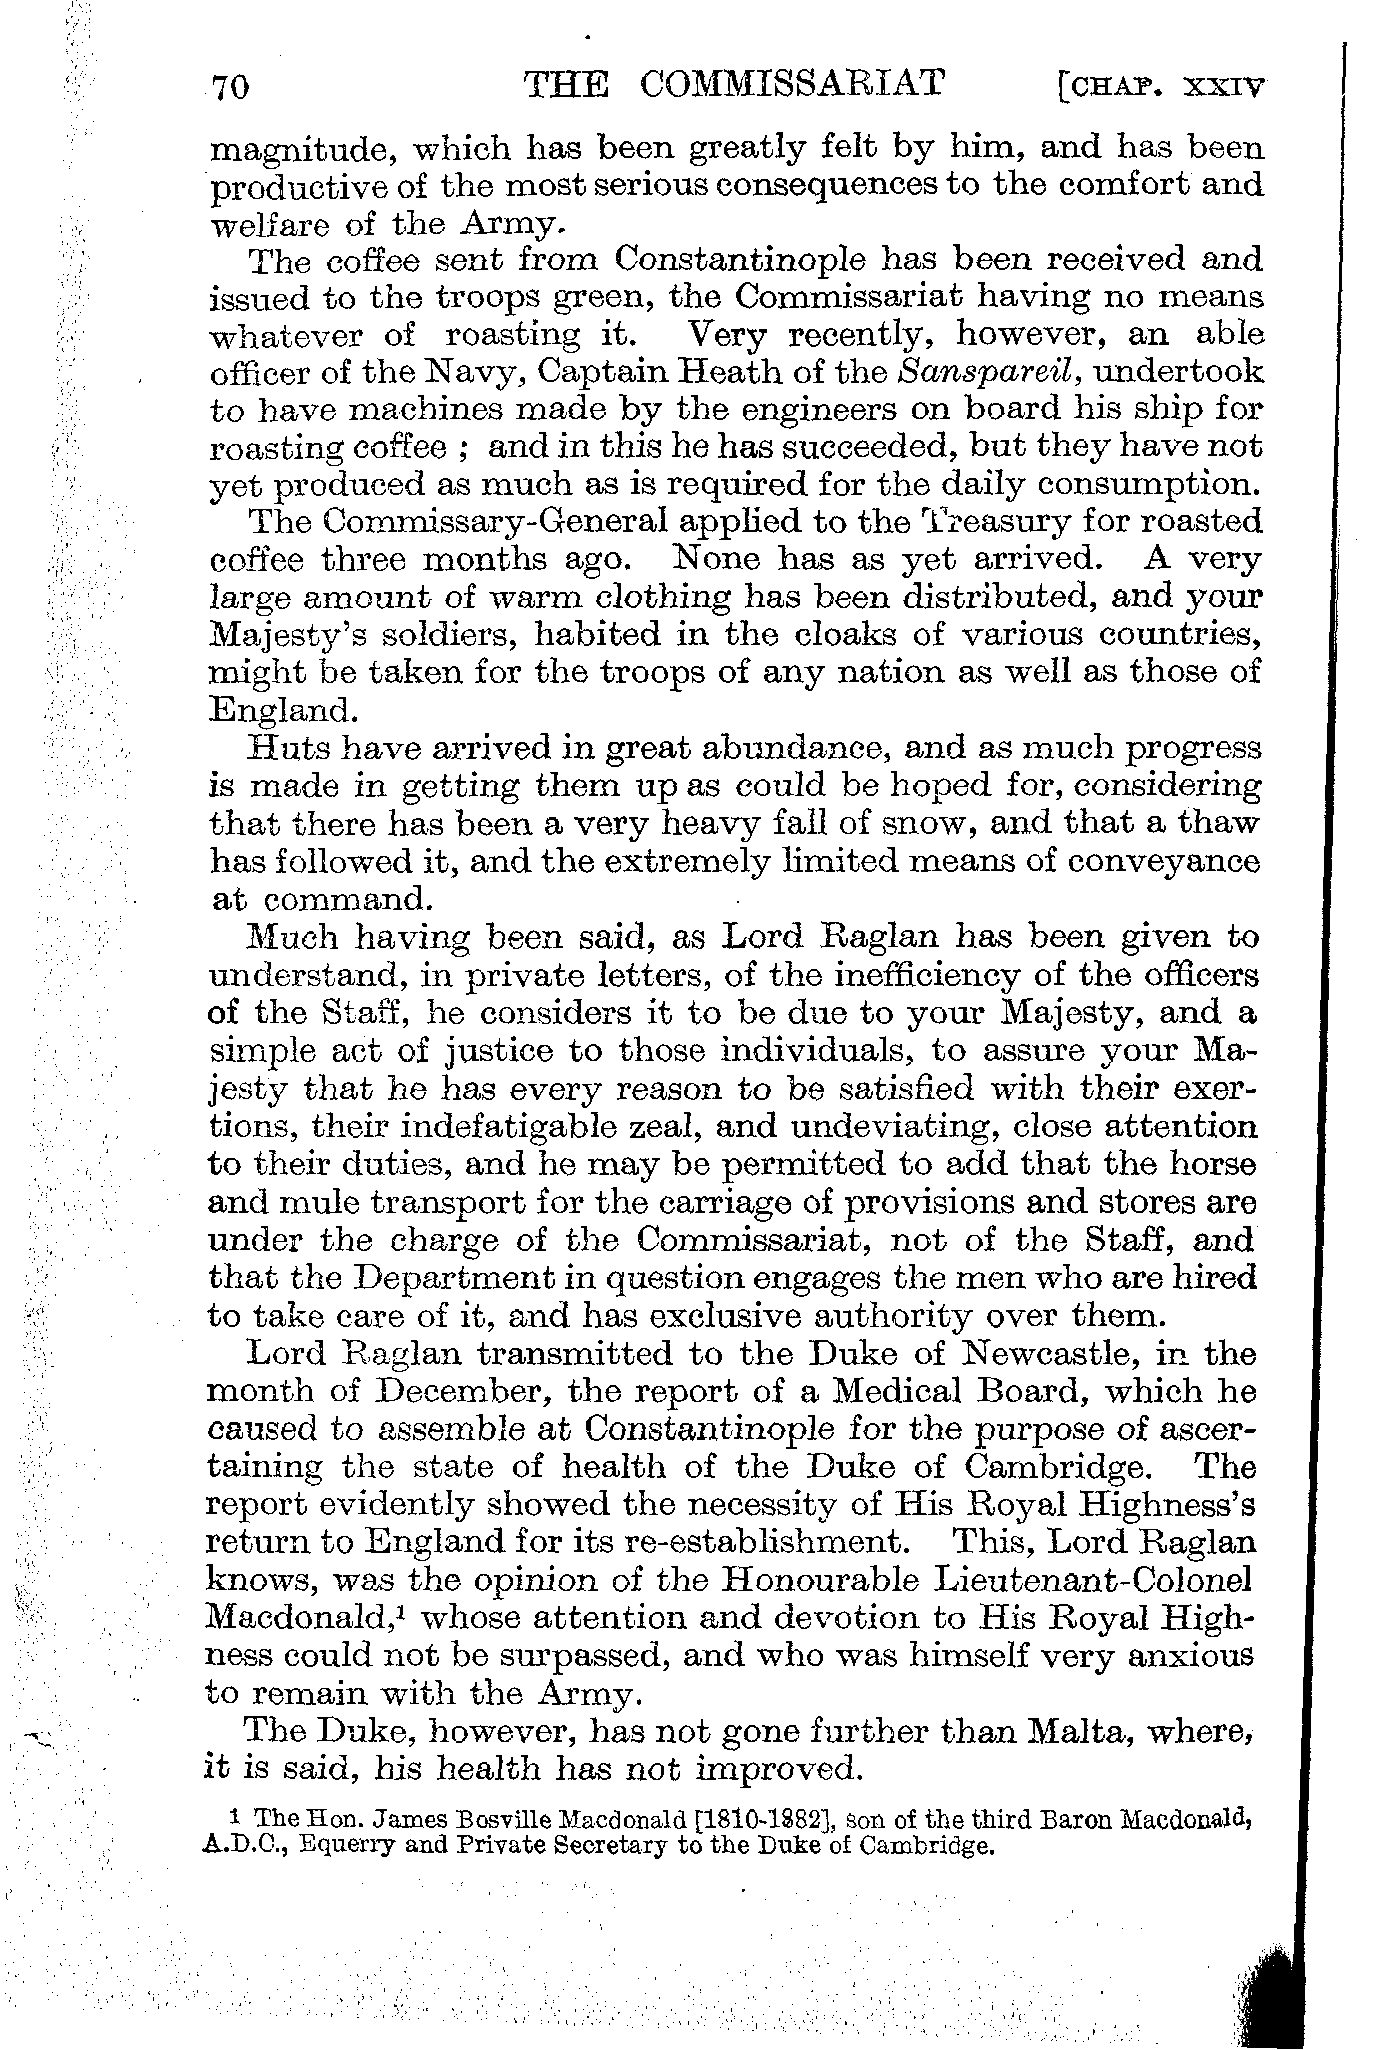 70 THE COMMISSARIAT [CHAP. XXIV
magnitude, which has been greatly felt by him, and has been
productive of the most serious consequences to the comfort and
welfare of the Army.
The coffee sent from Constantinople has been received and
issued to the troops green, the Commissariat having no means
whatever of roasting it. Very recently, however, an able
officer of the Navy, Captain Heath of the Sanspareil, undertook
to have machines made by the engineers on board his ship for
roasting coffee ; and in this he has succeeded, but they have not
yet produced as much as is required for the daily consumption.
The Commissary-General applied to the Treasury for roasted
coffee three months ago. None has as yet arrived. A very
large amount of warm clothing has been distributed, and your
Majesty's soldiers, habited in the cloaks of various countries,
might be taken for the troops of any nation as well as those of
England.
Huts have arrived in great abundance, and as much progress
is made in getting them up as could be hoped for, considering
that there has been a very heavy fall of snow, and that a thaw
has followed it, and the extremely limited means of conveyance
at command.
Much having been said, as Lord Raglan has been given to
understand, in private letters, of the inefficiency of the officers
of the Staff, he considers it to be due to your Majesty, and a
simple act of justice to those individuals, to assure your Ma-
jesty that he has every reason to be satisfied with their exer-
tions, their indefatigable zeal, and undeviating, close attention
to their duties, and he may be permitted to add that the horse
and mule transport for the carriage of provisions and stores are
under the charge of the Commissariat, not of the Staff, and
that the Department in question engages the men who are hired
to take care of it, and has exclusive authority over them.
Lord Raglan transmitted to the Duke of Newcastle, in the
month of December, the report of a Medical Board, which he
caused to assemble at Constantinople for the purpose of ascer-
taining the state of health of the Duke of Cambridge. The
report evidently showed the necessity of His Royal Highness's
return to England for its re-establishment. This, Lord Raglan
knows, was the opinion of the Honourable Lieutenant-Colonel
Macdonald,¹ whose attention and devotion to His Royal High-
ness could not be surpassed, and who was himself very anxious
to remain with the Army.
The Duke, however, has not gone further than Malta, where,
it is said, his health has not improved.
1 The Hon. James Bosville Macdonald [1810-1882], son of the third Baron Macdonald,
A.D.C., Equerry and Private Secretary to the Duke of Cambridge.